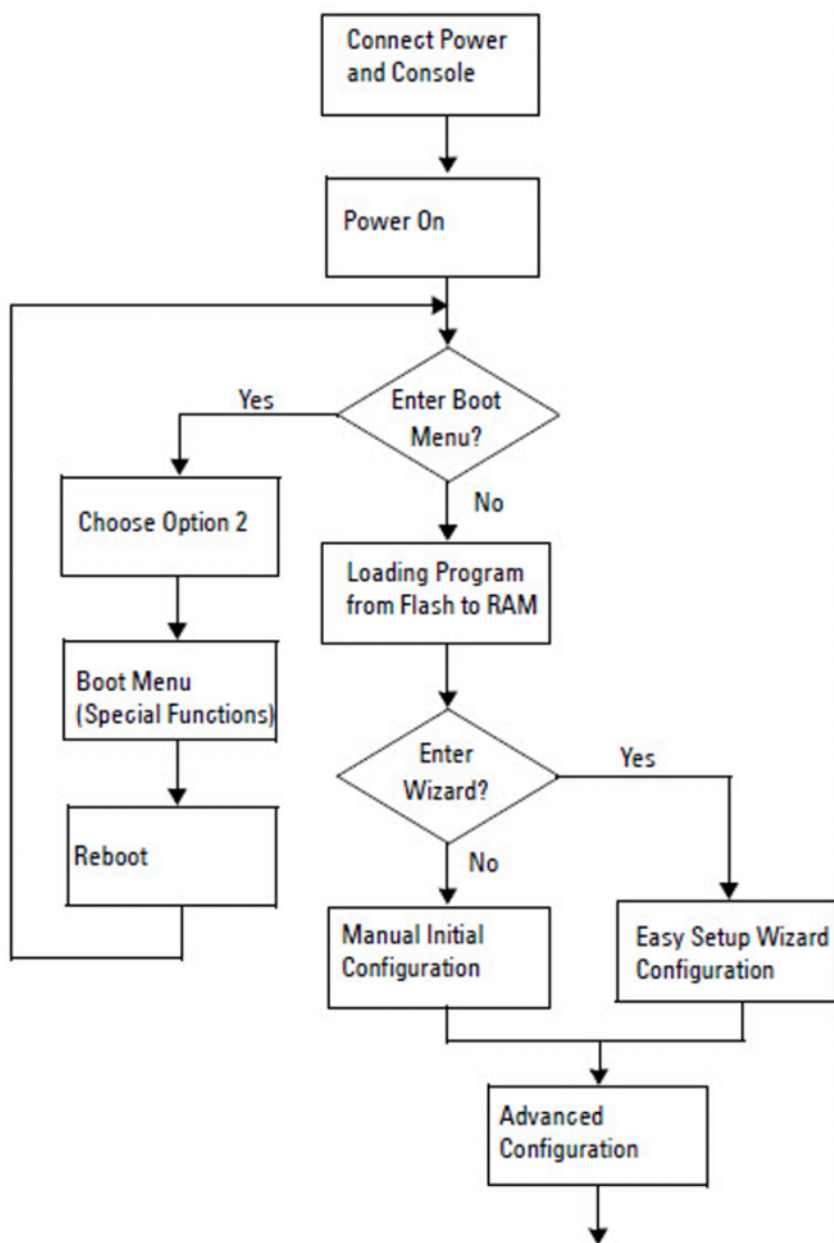 Connect Power
and Console
Power On
Enter Boot
Menu?
Yes
No
Choose Option 2
Loading Program
from Flash to RAM
Boot Menu
(Special Functions)
Enter
Wizard?
Yes
No
Reboot
Manual Initial
Configuration
Easy Setup Wizard
Configuration
Advanced
Configuration